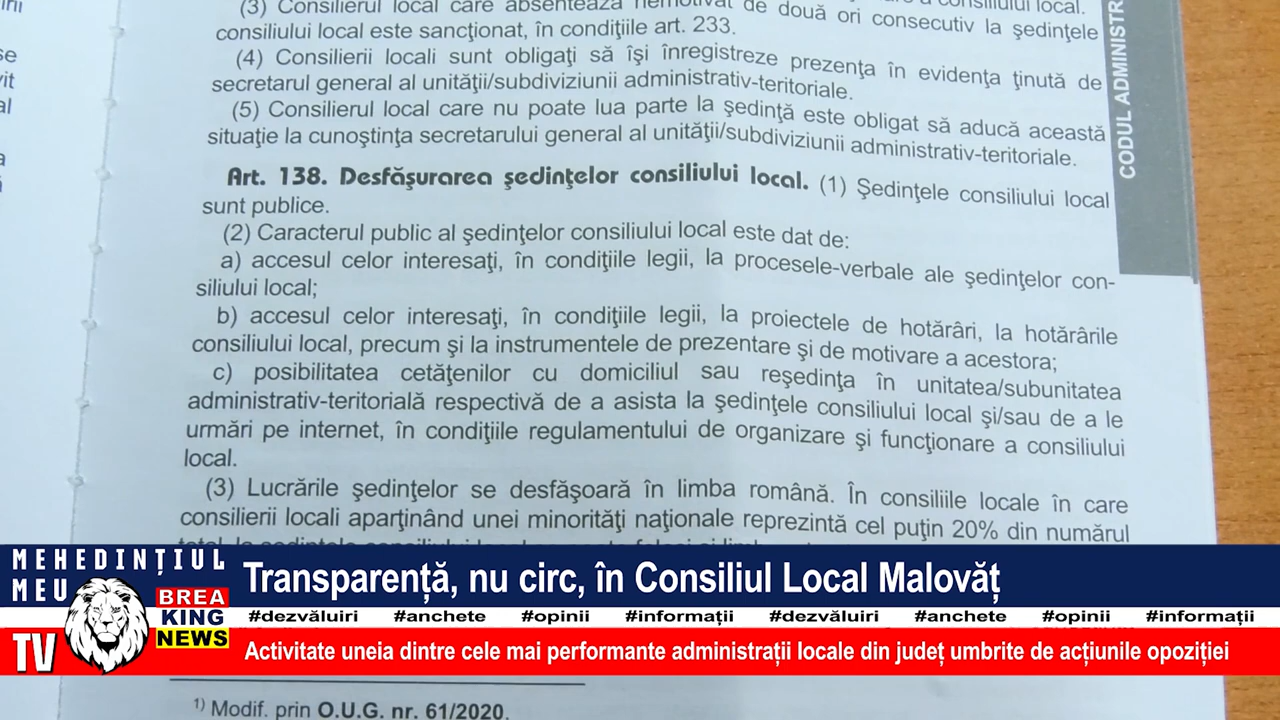 (3) Consilierul local care absentează nemotivat de două ori consecutiv la şedinţele
consiliului local.
consiliului local este sancţionat, în condiţiile art. 233.
(4) Consilierii locali sunt obligaţi să îşi înregistreze prezenţa în evidenţa ţinută de
secretarul general al unităţii/subdiviziunii administrativ-teritoriale.
(5) Consilierul local care nu poate lua parte la şedinţă este obligat să aducă această
situaţie la cunoştinţa secretarului general al unităţii/subdiviziunii administrativ-teritoriale.
Art. 138. Desfăşurarea şedinţelor consiliului local. (1) Şedinţele consiliului local
sunt publice.
(2) Caracterul public al şedinţelor consiliului local este dat de:
a) accesul celor interesaţi, în condiţiile legii, la procesele-verbale ale şedinţelor con-
siliului local;
b) accesul celor interesaţi, în condiţiile legii, la proiectele de hotărâri, la hotărârile
consiliului local, precum şi la instrumentele de prezentare şi de motivare a acestora;
c) posibilitatea cetăţenilor cu domiciliul sau reşedinţa în unitatea/subunitatea
administrativ-teritorială respectivă de a asista la şedinţele consiliului local şi/sau de a le
urmări pe internet, în condiţiile regulamentului de organizare şi funcţionare a consiliului
local.
(3) Lucrările şedinţelor se desfăşoară în limba română. În consiliile locale în care
consilierii locali aparţinând unei minorităţi naţionale reprezintă cel puţin 20% din numărul
CODUL ADMINISTR
MEHEDINȚIUL
MEU
TV
BREA
KING
NEWS
Transparență, nu circ, în Consiliul Local Malovăț
#dezvăluiri #anchete #opinii #informații #dezvăluiri #anchete #opinii #informații
Activitate uneia dintre cele mai performante administrații locale din județ umbrite de acțiunile opoziției
1) Modif. prin O.U.G. nr. 61/2020.